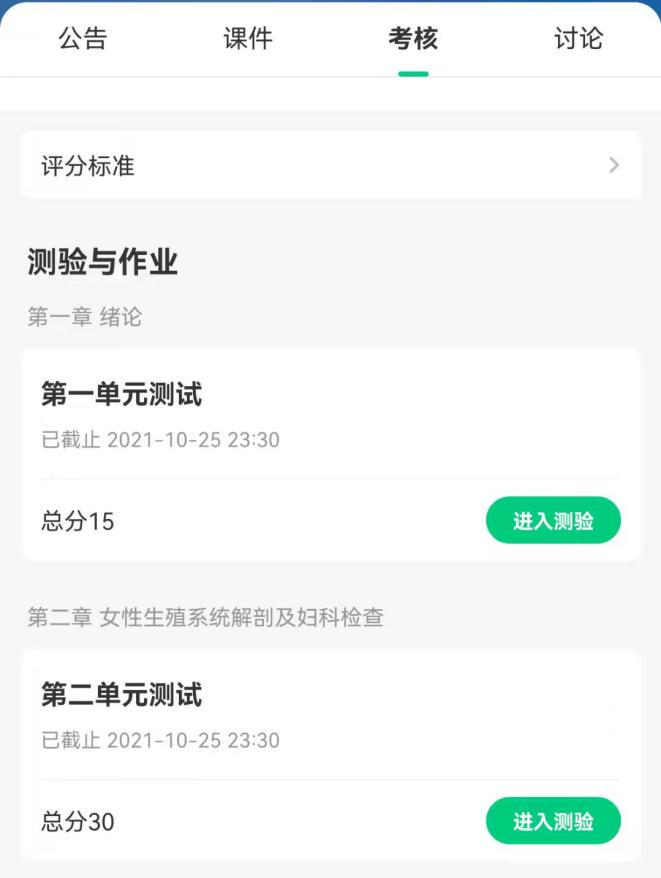 公告 课件 考核 讨论
评分标准
测验与作业
第一章 绪论
第一单元测试
已截止 2021-10-25 23:30
总分15 进入测验
第二章 女性生殖系统解剖及妇科检查
第二单元测试
已截止 2021-10-25 23:30
总分30 进入测验